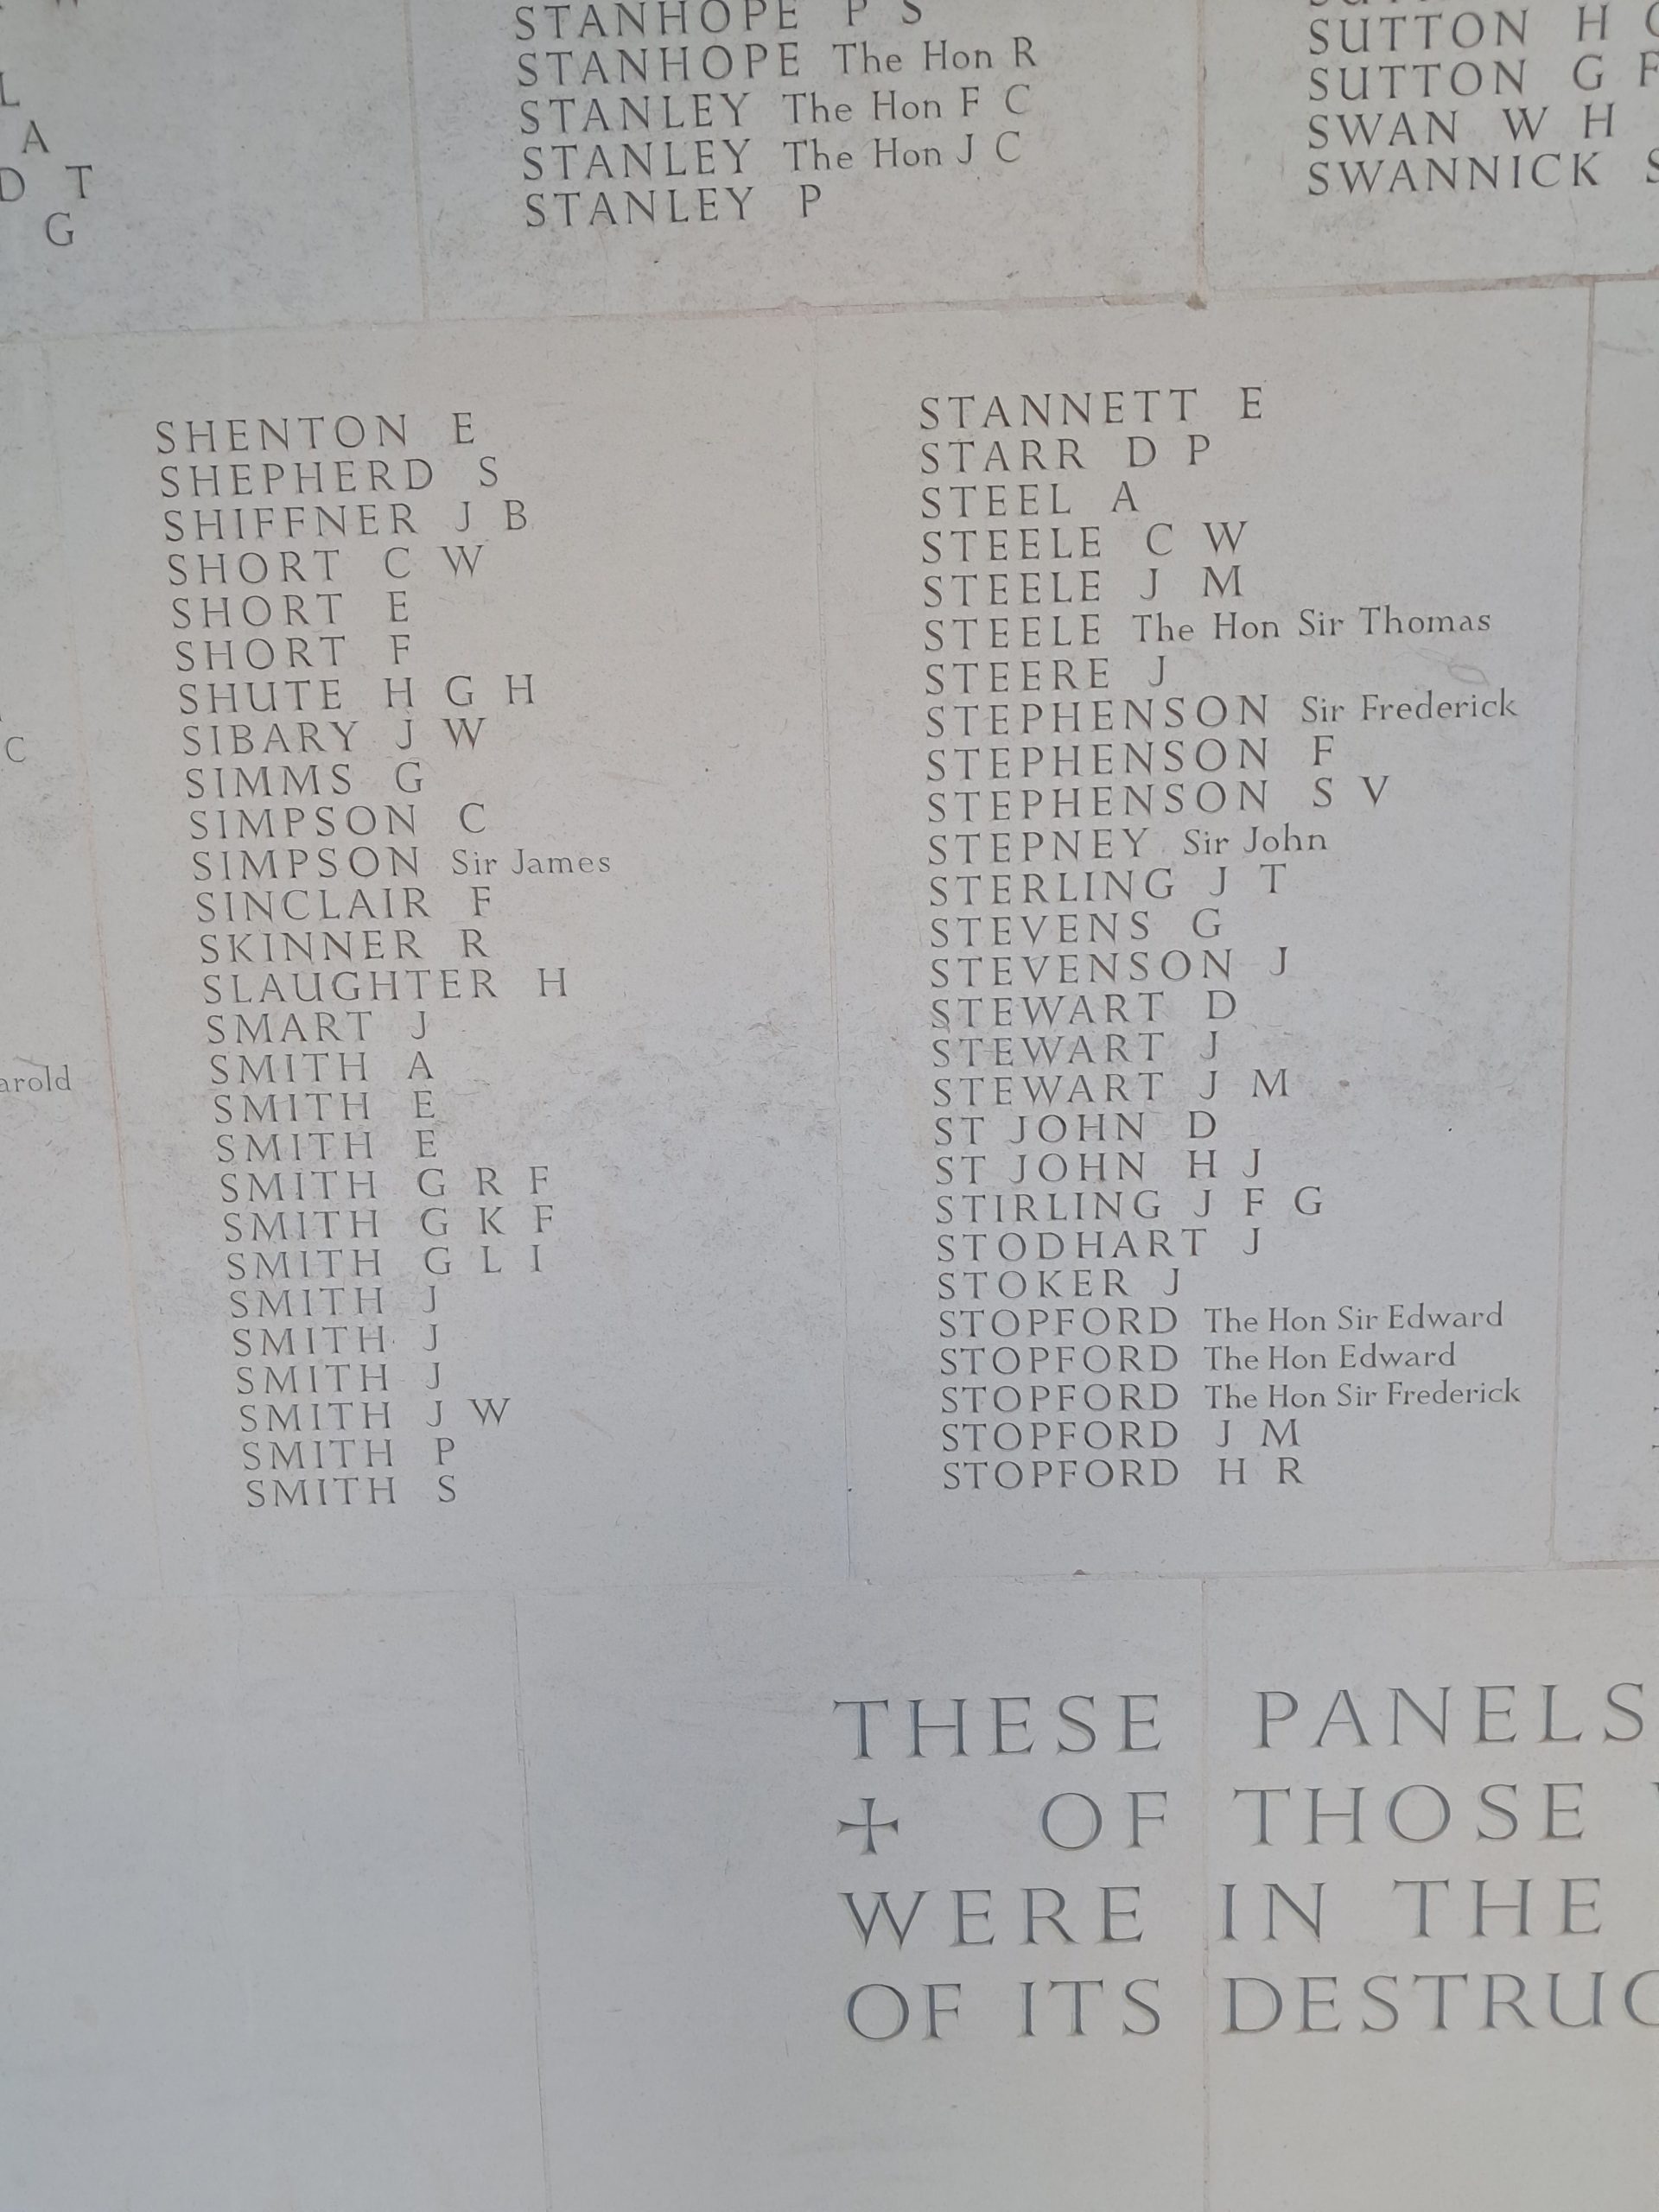 L
A
D T
G
STANHOPE P S
STANHOPE The Hon R
STANLEY The Hon F C
STANLEY The Hon J C
STANLEY P
SUTTON H
SUTTON G F
SWAN W H
SWANNICK S
C
arold
SHENTON E
SHEPHERD S
SHIFFNER J B
SHORT C W
SHORT E
SHORT F
SHUTE H G H
SIBARY J W
SIMMS G
SIMPSON C
SIMPSON Sir James
SINCLAIR F
SKINNER R
SLAUGHTER H
SMART J
SMITH A
SMITH E
SMITH E
SMITH G R F
SMITH G K F
SMITH G L I
SMITH J
SMITH J
SMITH J
SMITH J W
SMITH P
SMITH S
STANNETT E
STARR D P
STEEL A
STEELE C W
STEELE J M
STEELE The Hon Sir Thomas
STEERE J
STEPHENSON Sir Frederick
STEPHENSON F
STEPHENSON S V
STEPNEY Sir John
STERLING J T
STEVENS G
STEVENSON J
STEWART D
STEWART J
STEWART J M
ST JOHN D
ST JOHN H J
STIRLING J F G
STODHART J
STOKER J
STOPFORD The Hon Sir Edward
STOPFORD The Hon Edward
STOPFORD The Hon Sir Frederick
STOPFORD J M
STOPFORD H R
THESE PANELS
OF THOSE
WERE IN THE
OF ITS DESTRUC